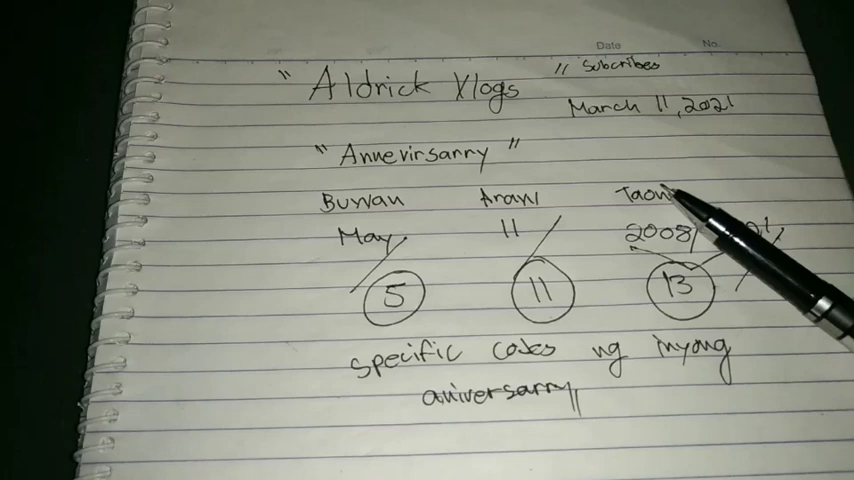 Date No.
" Aldrick Vlogs " Subcribes
March 11, 2021
" Annevirsarry "
Buwan Araw Taon
May 11 2008
5 11 13
specific codes ng inyong
aniversarry